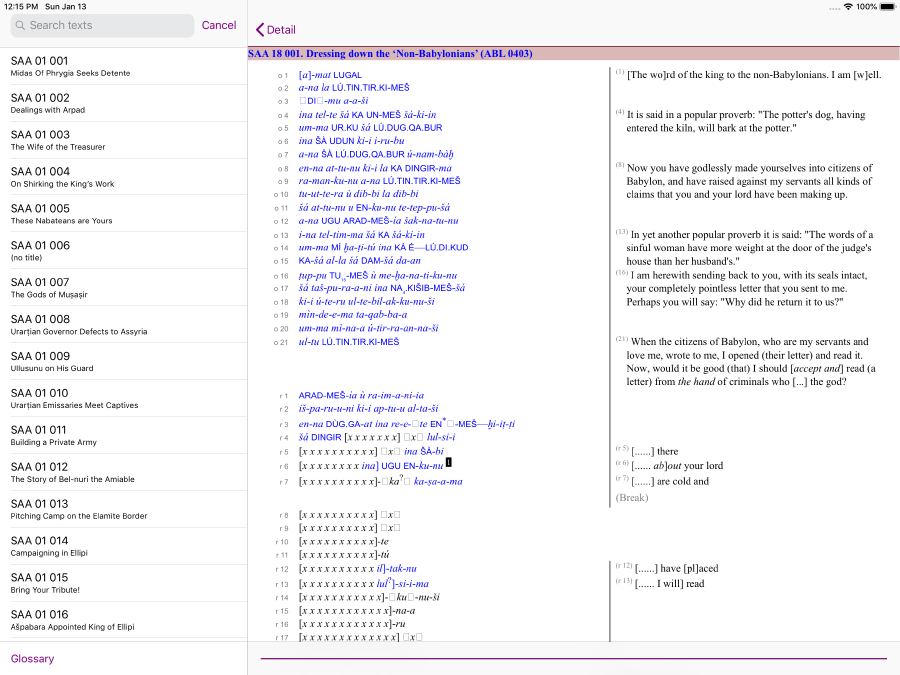 12:15 PM Sun Jan 13
100%
Search texts
Cancel
Detail
SAA 01 001
Midas Of Phrygia Seeks Detente
SAA 01 002
Dealings with Arpad
SAA 01 003
The Wife of the Treasurer
SAA 01 004
On Shirking the King's Work
SAA 01 005
These Nabateans are Yours
SAA 01 006
(no title)
SAA 01 007
The Gods of Muṣaṣir
SAA 01 008
Urarṭian Governor Defects to Assyria
SAA 01 009
Ullusunu on His Guard
SAA 01 010
Urarṭian Emissaries Meet Captives
SAA 01 011
Building a Private Army
SAA 01 012
The Story of Bel-nuri the Amiable
SAA 01 013
Pitching Camp on the Elamite Border
SAA 01 014
Campaigning in Ellipi
SAA 01 015
Bring Your Tribute!
SAA 01 016
Ašpabara Appointed King of Ellipi
Glossary
SAA 18 001. Dressing down the ‘Non-Babylonians’ (ABL 0403)
o 1 [a]-mat LUGAL
o 2 a-na la LÚ.TIN.TIR.KI-MEŠ
o 3 □DI□-mu a-a-ši
o 4 ina tel-te šá KA UN-MEŠ šá-ki-in
o 5 um-ma UR.KU šá LÚ.DUG.QA.BUR
o 6 ina ŠÀ UDUN ki-i i-ru-bu
o 7 a-na ŠÀ LÚ.DUG.QA.BUR ú-nam-bàḫ
o 8 en-na at-tu-nu ki-i la KA DINGIR-ma
o 9 ra-man-ku-nu a-na LÚ.TIN.TIR.KI-MEŠ
o 10 tu-ut-te-ra ù dib-bi la dib-bi
o 11 šá at-tu-nu u EN-ku-nu te-tep-pu-šá
o 12 a-na UGU ARAD-MEŠ-ía šak-na-tu-nu
o 13 i-na tel-tim-ma šá KA šá-ki-in
o 14 um-ma MÍ ḫa-ṭi-tú ina KÁ É—LÚ.DI.KUD
o 15 KA-šá al-la šá DAM-šá da-an
o 16 ṭup-pu TU₁₅-MEŠ ù me-ḫa-na-ti-ku-nu
o 17 šá taš-pu-ra-a-ni ina NA₄.KIŠIB-MEŠ-šá
o 18 ki-i ú-te-ru ul-te-bil-ak-ku-nu-ši
o 19 mìn-de-e-ma ta-qab-ba-a
o 20 um-ma mì-na-a ú-tir-ra-an-na-ši
o 21 ul-tu LÚ.TIN.TIR.KI-MEŠ
r 1 ARAD-MEŠ-ia ù ra-im-a-ni-ia
r 2 iš-pa-ru-u-ni ki-i ap-tu-u al-ta-ši
r 3 en-na DÙG.GA-at ina re-e-□te EN*□-MEŠ—ḫi-iṭ-ṭi
r 4 šá DINGIR [x x x x x x x] □x□ lul-si-i
r 5 [x x x x x x x x x x] □x□ ina ŠÀ-bi
r 6 [x x x x x x x x ina] UGU EN-ku-nu 1
r 7 [x x x x x x x x x x]-□ka?□ ka-ṣa-a-ma
r 8 [x x x x x x x x x x] □x□
r 9 [x x x x x x x x x x] □x□
r 10 [x x x x x x x x x x]-te
r 11 [x x x x x x x x x x]-tú
r 12 [x x x x x x x x x x il]-tak-nu
r 13 [x x x x x x x x x x lul?]-si-i-ma
r 14 [x x x x x x x x x x x]-□ku□-nu-ši
r 15 [x x x x x x x x x x x x]-na-a
r 16 [x x x x x x x x x x x x]-ru
r 17 [x x x x x x x x x x x x x] □x□
(1) [The wo]rd of the king to the non-Babylonians. I am [w]ell.
(4) It is said in a popular proverb: "The potter's dog, having
entered the kiln, will bark at the potter."
(8) Now you have godlessly made yourselves into citizens of
Babylon, and have raised against my servants all kinds of
claims that you and your lord have been making up.
(13) In yet another popular proverb it is said: "The words of a
sinful woman have more weight at the door of the judge's
house than her husband's."
(16) I am herewith sending back to you, with its seals intact,
your completely pointless letter that you sent to me.
Perhaps you will say: "Why did he return it to us?"
(21) When the citizens of Babylon, who are my servants and
love me, wrote to me, I opened (their letter) and read it.
Now, would it be good (that) I should [accept and] read (a
letter) from the hand of criminals who [...] the god?
(r 5) [......] there
(r 6) [...... ab]out your lord
(r 7) [......] are cold and
(Break)
(r 12) [......] have [pl]aced
(r 13) [...... I will] read